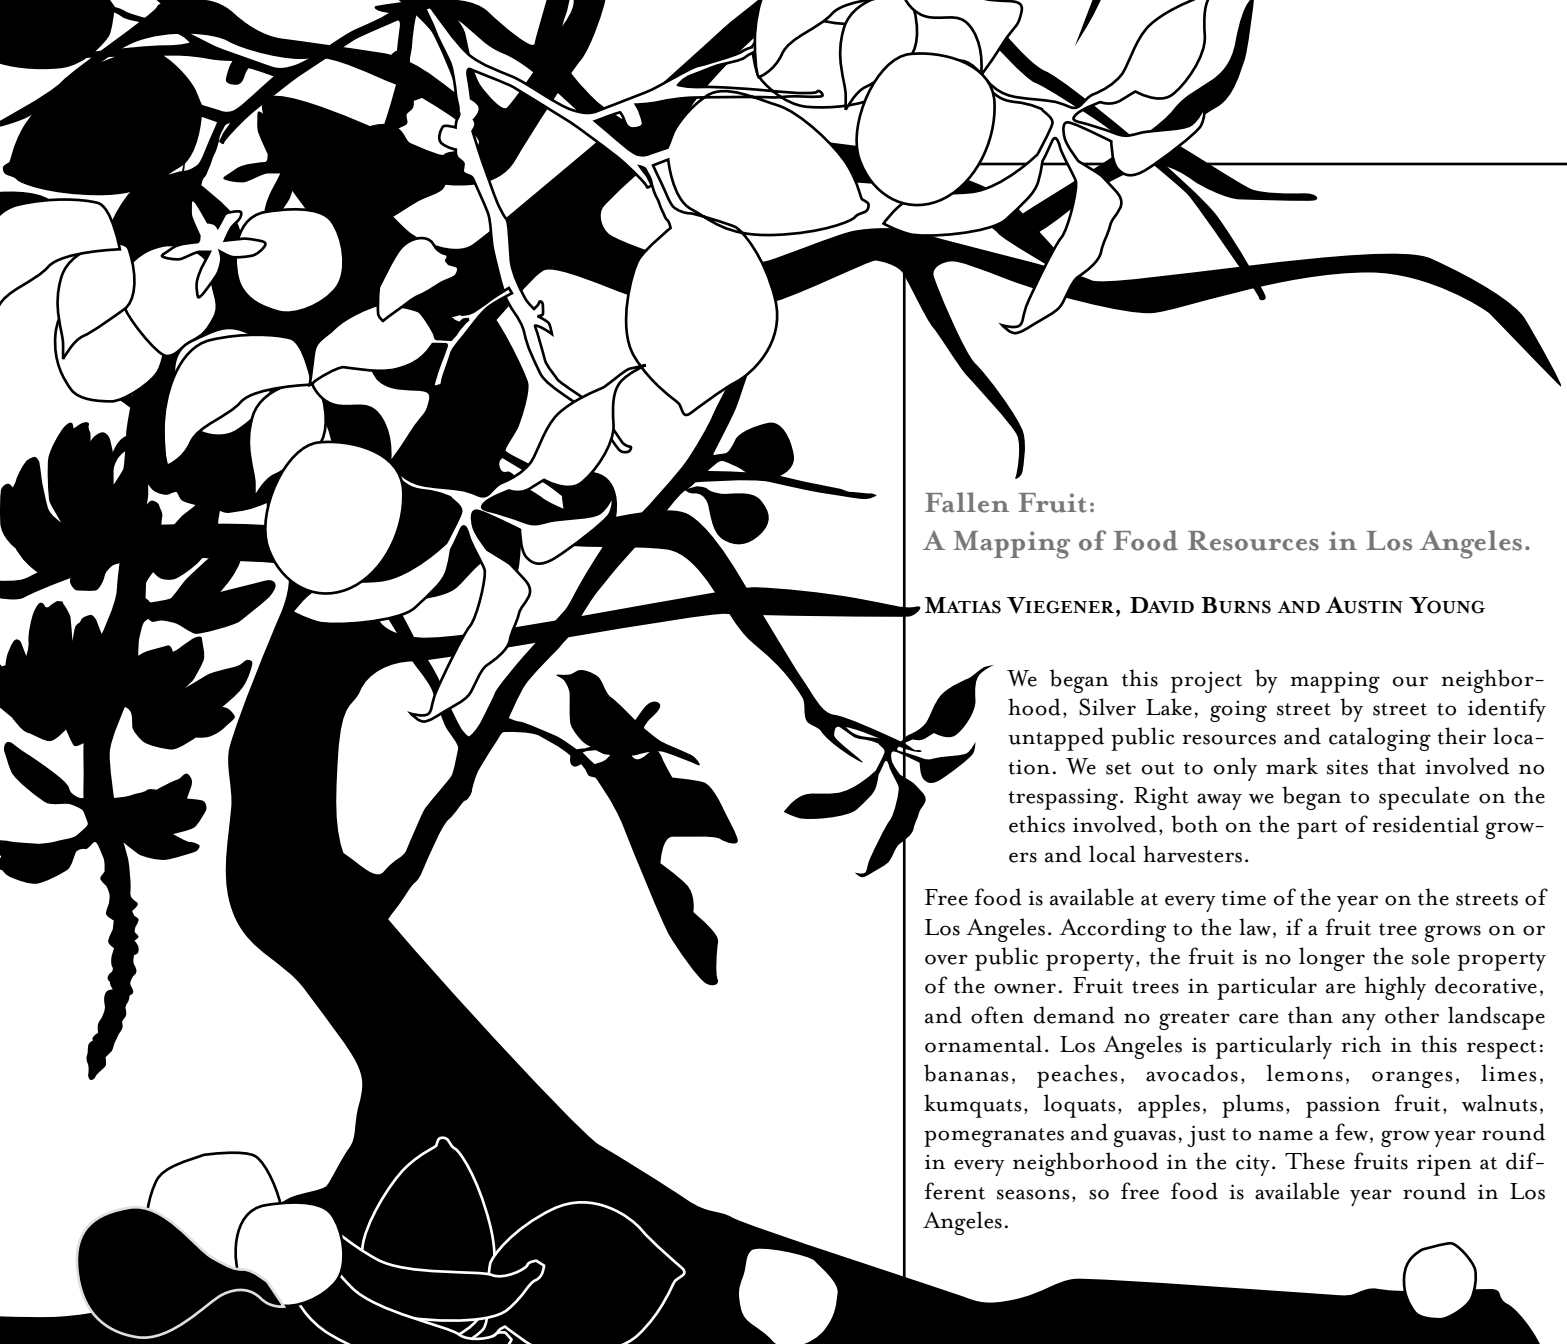 Fallen Fruit:
A Mapping of Food Resources in Los Angeles.
Matias Viegener, David Burns and Austin Young
We began this project by mapping our neighbor-
hood, Silver Lake, going street by street to identify
untapped public resources and cataloging their loca-
tion. We set out to only mark sites that involved no
trespassing. Right away we began to speculate on the
ethics involved, both on the part of residential grow-
ers and local harvesters.
Free food is available at every time of the year on the streets of
Los Angeles. According to the law, if a fruit tree grows on or
over public property, the fruit is no longer the sole property
of the owner. Fruit trees in particular are highly decorative,
and often demand no greater care than any other landscape
ornamental. Los Angeles is particularly rich in this respect:
bananas, peaches, avocados, lemons, oranges, limes,
kumquats, loquats, apples, plums, passion fruit, walnuts,
pomegranates and guavas, just to name a few, grow year round
in every neighborhood in the city. These fruits ripen at dif-
ferent seasons, so free food is available year round in Los
Angeles.